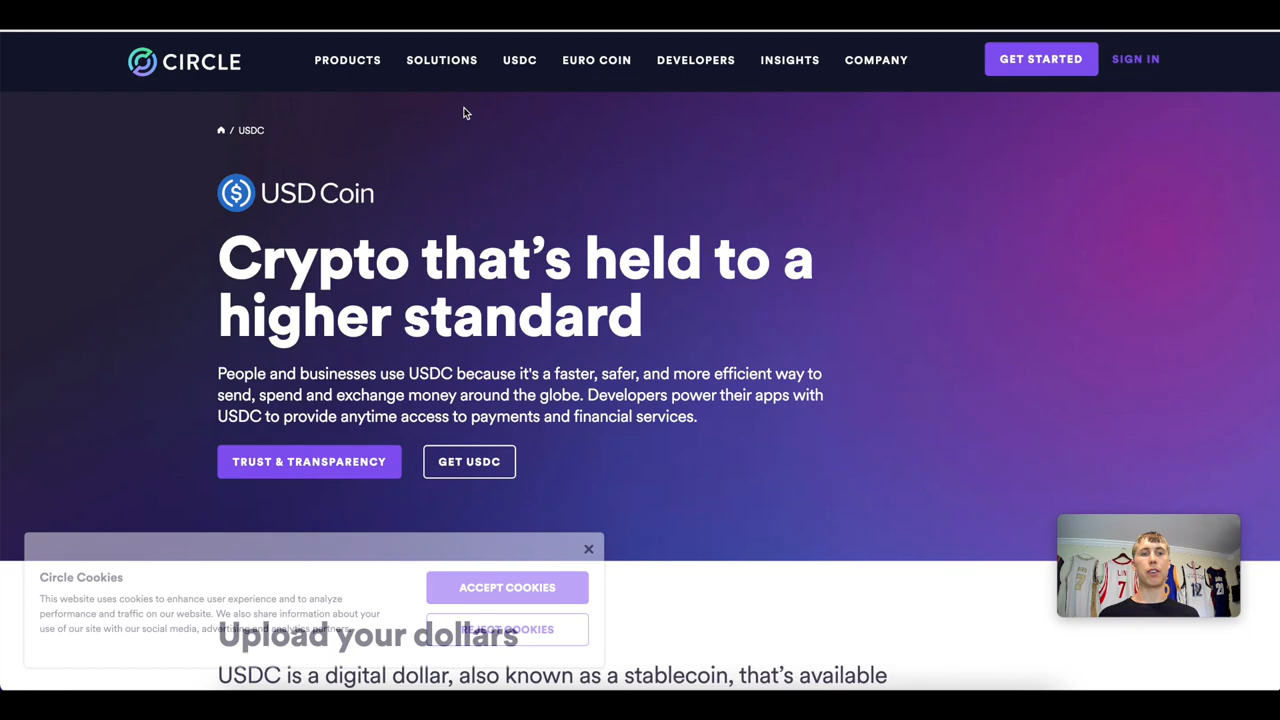 CIRCLE
PRODUCTS SOLUTIONS USDC EURO COIN DEVELOPERS INSIGHTS COMPANY
GET STARTED SIGN IN
/ USDC
USD Coin
Crypto that's held to a
higher standard
People and businesses use USDC because it's a faster, safer, and more efficient way to
send, spend and exchange money around the globe. Developers power their apps with
USDC to provide anytime access to payments and financial services.
TRUST & TRANSPARENCY GET USDC
Circle Cookies
This website uses cookies to enhance user experience and to analyze
performance and traffic on our website. We also share information about your
use of our site with our social media, advertising and analytics partners.
ACCEPT COOKIES
REJECT COOKIES
Upload your dollars
USDC is a digital dollar, also known as a stablecoin, that's available